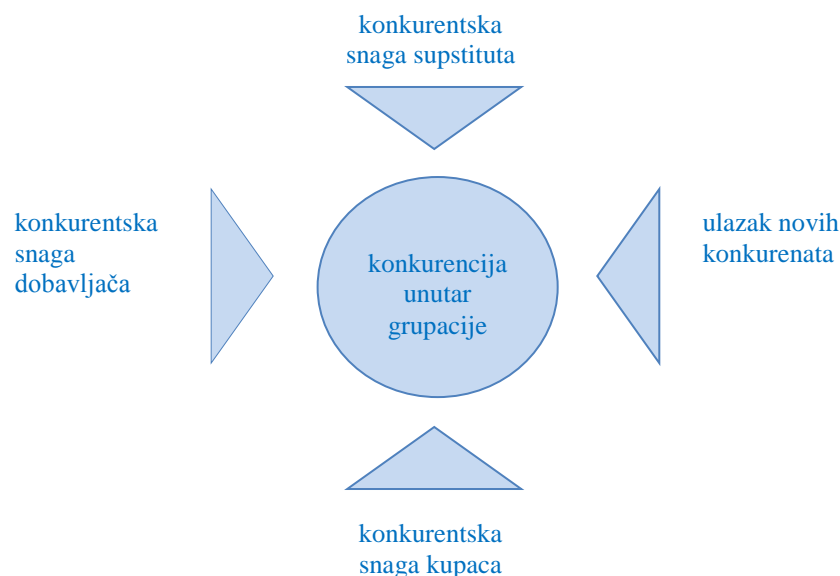 konkurentska
snaga supstituta
konkurentska
snaga
dobavljača
konkurencija
unutar
grupacije
ulazak novih
konkurenata
konkurentska
snaga kupaca